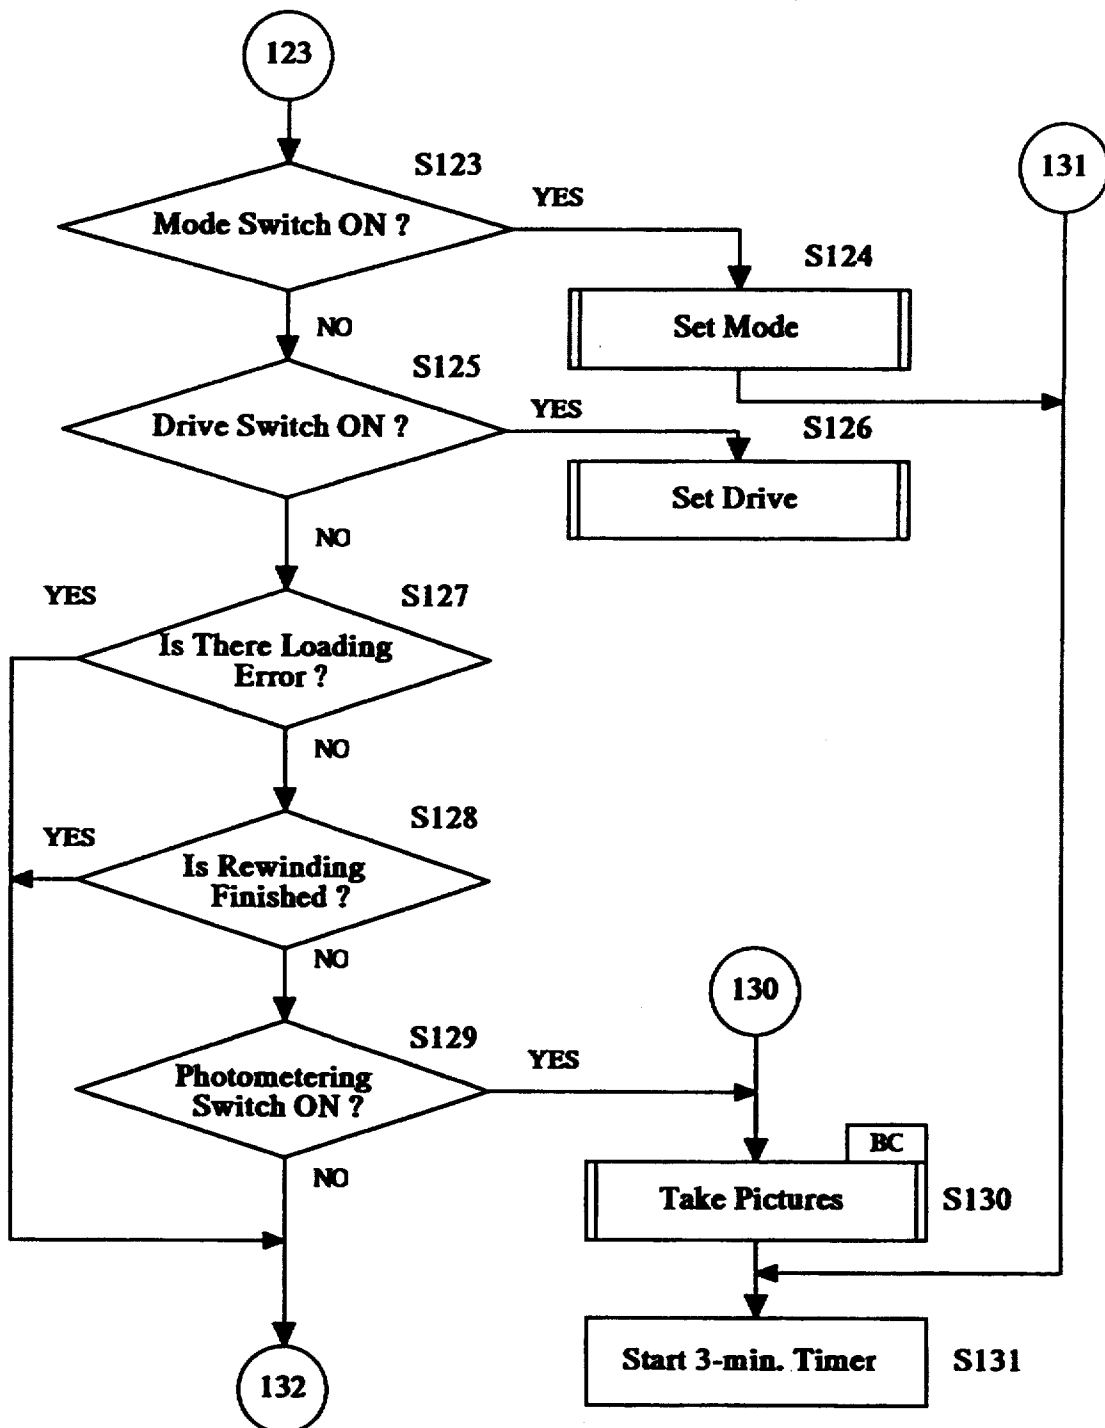 123
131
S123
Mode Switch ON ?
YES
S124
Set Mode
NO
S125
Drive Switch ON ?
YES
S126
Set Drive
NO
YES
S127
Is There Loading
Error ?
NO
S128
YES
Is Rewinding
Finished ?
NO
130
S129
YES
Photometering
Switch ON ?
BC
NO
Take Pictures
S130
Start 3-min. Timer
S131
132